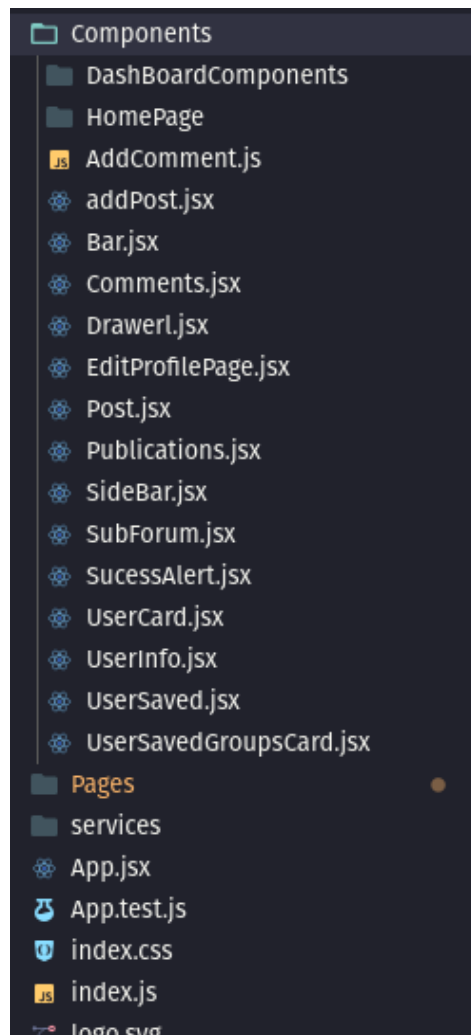 Components
DashBoardComponents
HomePage
AddComment.js
addPost.jsx
Bar.jsx
Comments.jsx
Drawerl.jsx
EditProfilePage.jsx
Post.jsx
Publications.jsx
SideBar.jsx
SubForum.jsx
SucessAlert.jsx
UserCard.jsx
UserInfo.jsx
UserSaved.jsx
UserSavedGroupsCard.jsx
Pages
services
App.jsx
App.test.js
index.css
index.js
logo.svg